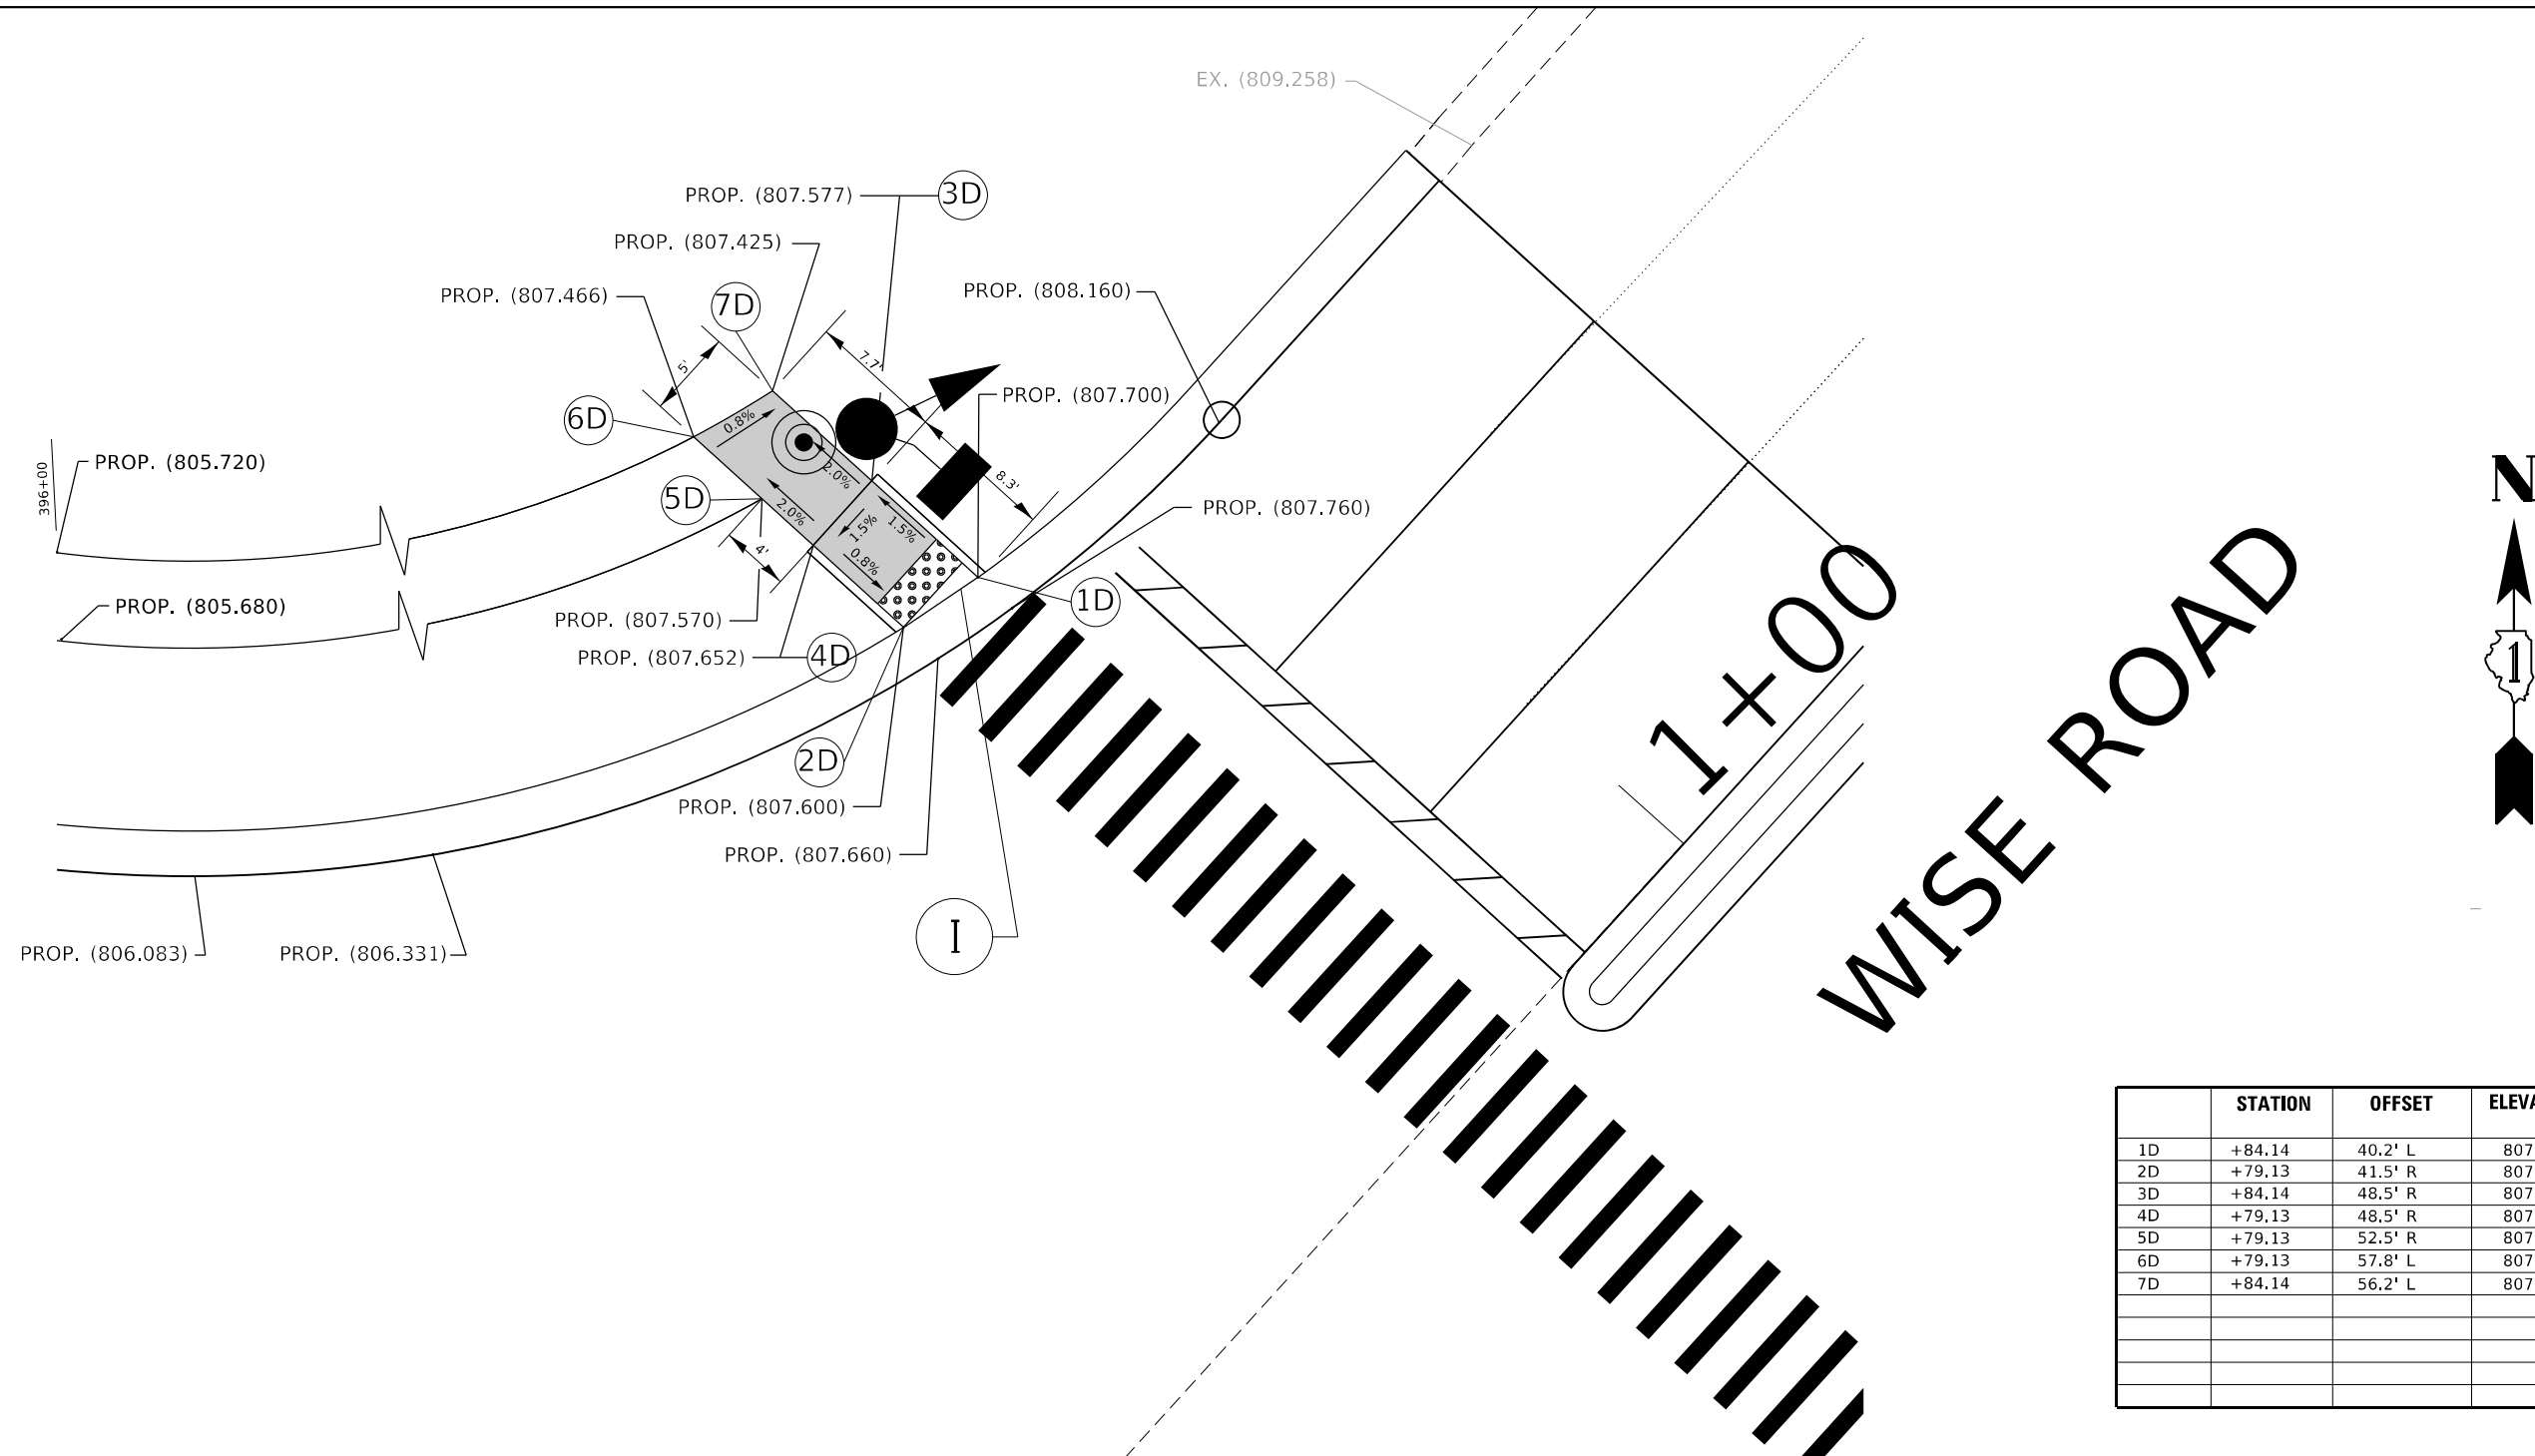 EX. (809.258)
PROP. (807.577)
3D
PROP. (807.425)
PROP. (807.466)
7D
PROP. (808.160)
7.7'
5'
PROP. (807.700)
6D
0.8%
396+00
PROP. (805.720)
2.0%
8.3'
5D
2.0%
1.5%
1.5%
PROP. (807.760)
N
4'
0.8%
PROP. (805.680)
1D
1+00
WISE ROAD
PROP. (807.570)
PROP. (807.652)
4D
1
2D
PROP. (807.600)
PROP. (807.660)
I
PROP. (806.083)
PROP. (806.331)
STATION OFFSET ELEVA
1D +84.14 40.2' L 807
2D +79.13 41.5' R 807
3D +84.14 48.5' R 807
4D +79.13 48.5' R 807
5D +79.13 52.5' R 807
6D +79.13 57.8' L 807
7D +84.14 56.2' L 807